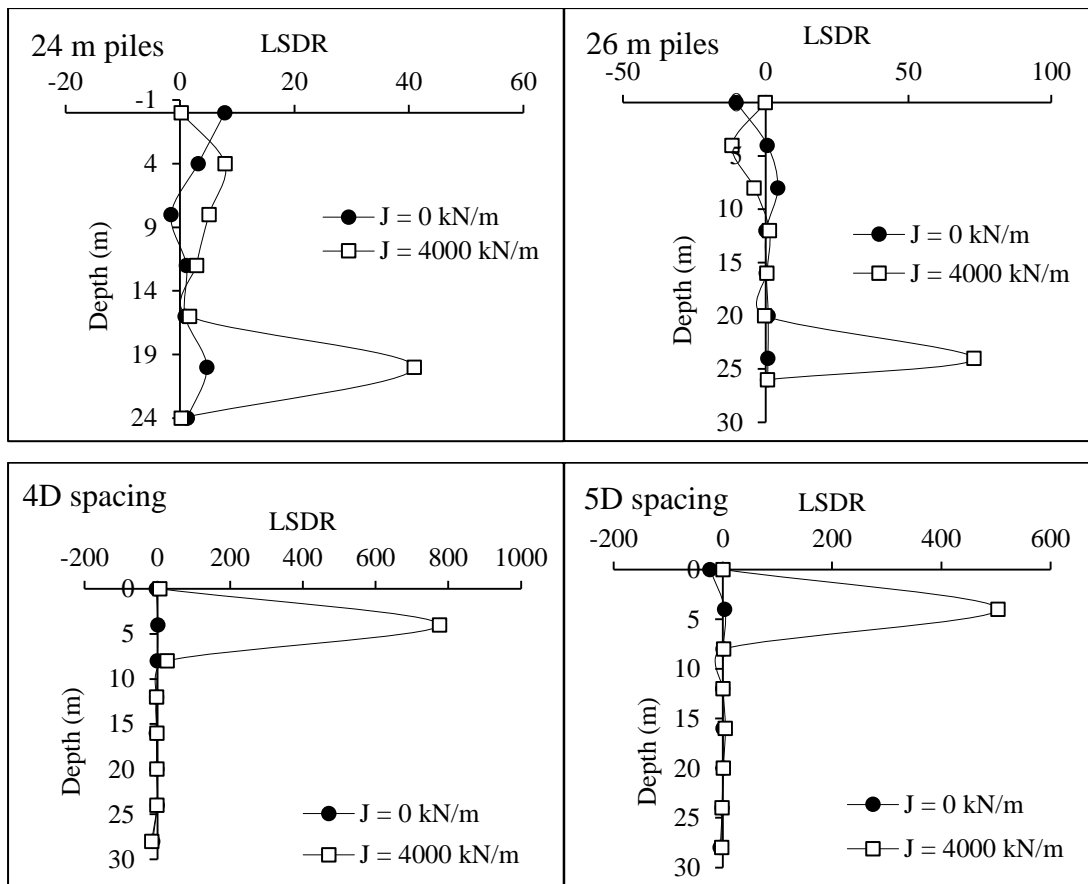 24 m piles
LSDR
-20 0 20 40 60
-1
4
9
14
19
24
Depth (m)
J = 0 kN/m
J = 4000 kN/m
26 m piles
LSDR
-50 0 50 100
0
5
10
15
20
25
30
Depth (m)
J = 0 kN/m
J = 4000 kN/m
4D spacing
LSDR
-200 0 200 400 600 800 1000
0
5
10
15
20
25
30
Depth (m)
J = 0 kN/m
J = 4000 kN/m
5D spacing
LSDR
-200 0 200 400 600
0
5
10
15
20
25
30
Depth (m)
J = 0 kN/m
J = 4000 kN/m